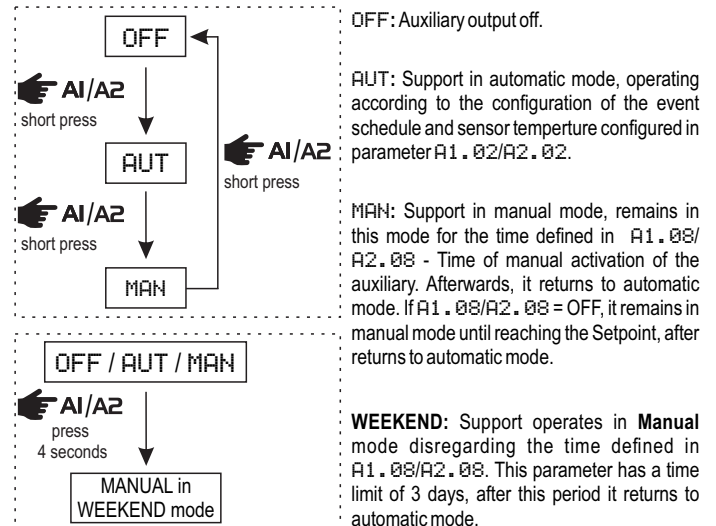 OFF
AI/A2
short press
AUT
AI/A2
short press
AI/A2
short press
MAN
OFF / AUT / MAN
AI/A2
press
4 seconds
MANUAL in
WEEKEND mode
OFF: Auxiliary output off.
AUT: Support in automatic mode, operating
according to the configuration of the event
schedule and sensor temperture configured in
parameter A1.02/A2.02.
MAN: Support in manual mode, remains in
this mode for the time defined in A1.08/
A2.08 - Time of manual activation of the
auxiliary. Afterwards, it returns to automatic
mode. If A1.08/A2.08 = OFF, it remains in
manual mode until reaching the Setpoint, after
returns to automatic mode.
WEEKEND: Support operates in Manual
mode disregarding the time defined in
A1.08/A2.08. This parameter has a time
limit of 3 days, after this period it returns to
automatic mode.